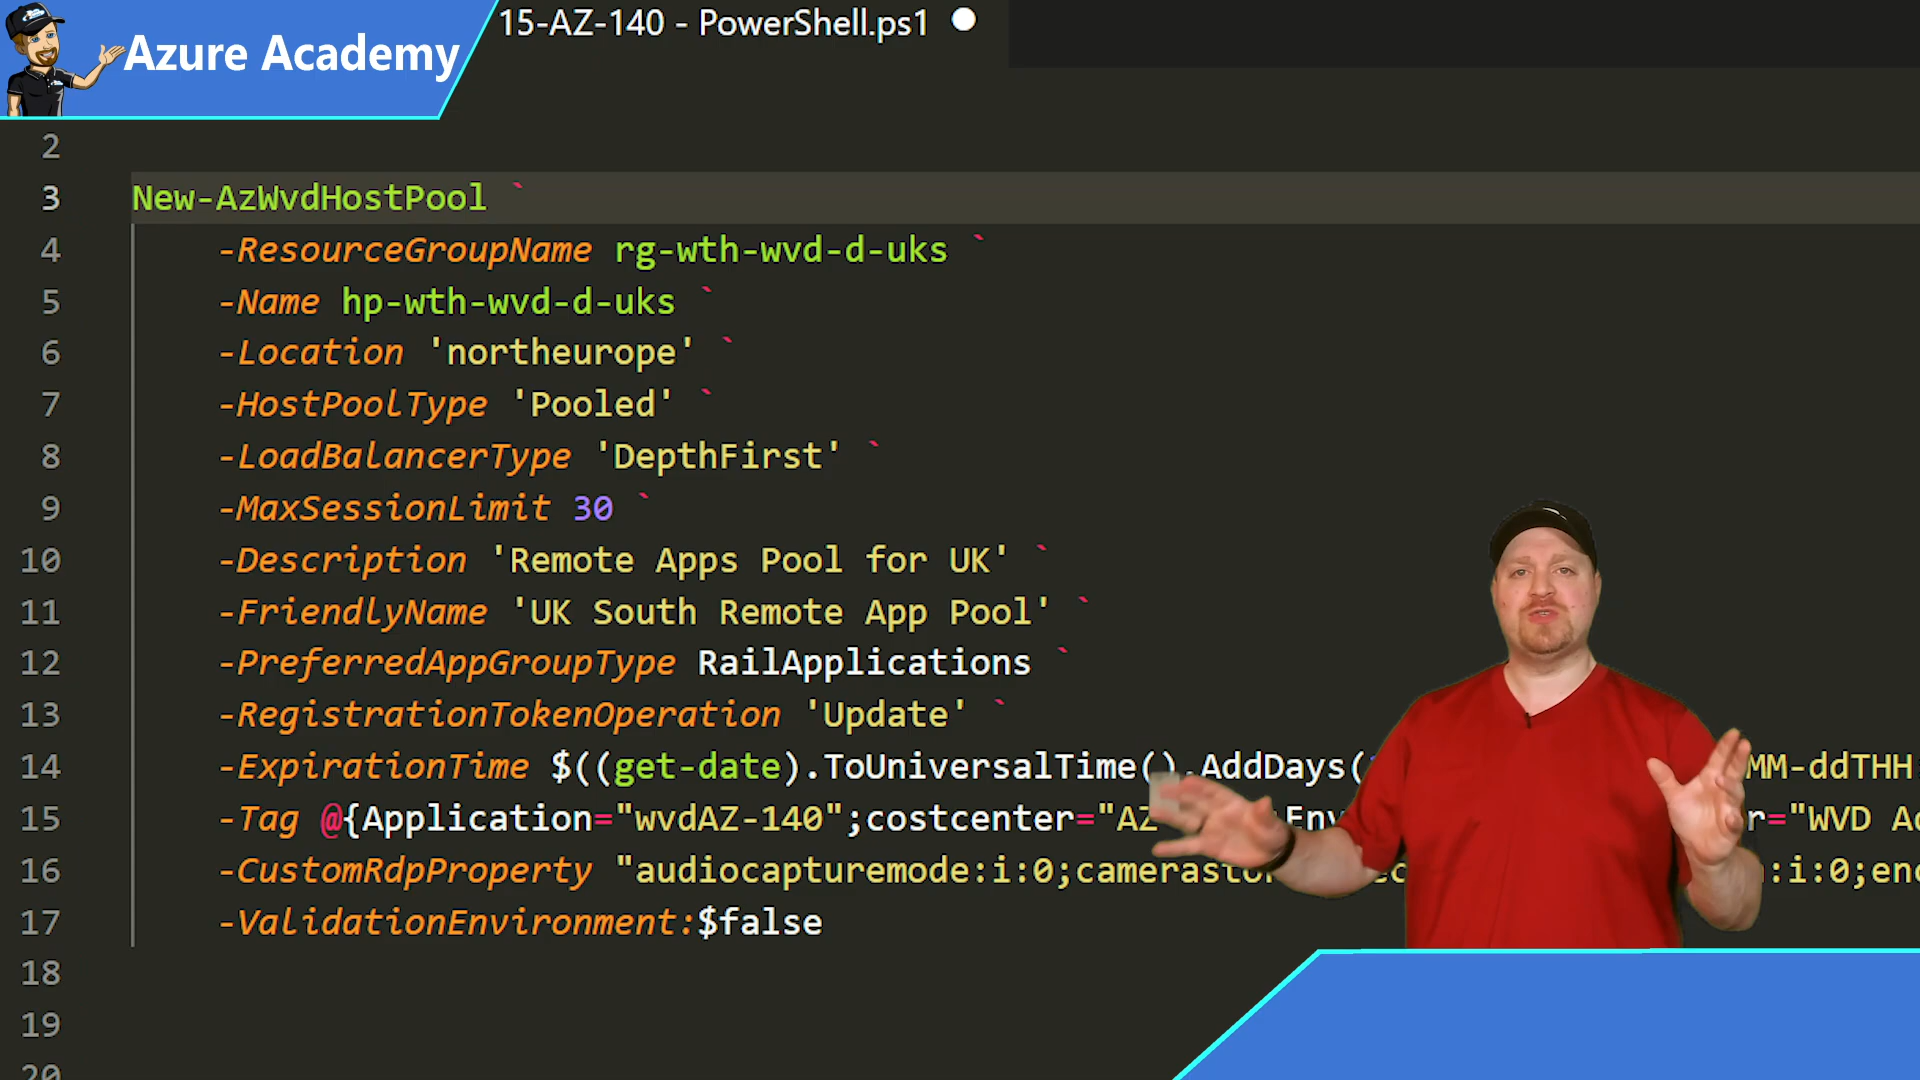 15-AZ-140 - PowerShell.ps1
Azure Academy
2
3 New-AzWvdHostPool `
4 -ResourceGroupName rg-wth-wvd-d-uks `
5 -Name hp-wth-wvd-d-uks `
6 -Location 'northeurope' `
7 -HostPoolType 'Pooled' `
8 -LoadBalancerType 'DepthFirst' `
9 -MaxSessionLimit 30 `
10 -Description 'Remote Apps Pool for UK' `
11 -FriendlyName 'UK South Remote App Pool' `
12 -PreferredAppGroupType RailApplications `
13 -RegistrationTokenOperation 'Update' `
14 -ExpirationTime $((get-date).ToUniversalTime().AddDays( MM-ddTHH
15 -Tag @{Application="wvdAZ-140";costcenter="AZ Env r="WVD
16 -CustomRdpProperty "audiocapturemode:i:0; :i:0;
17 -ValidationEnvironment:$false
18
19
20